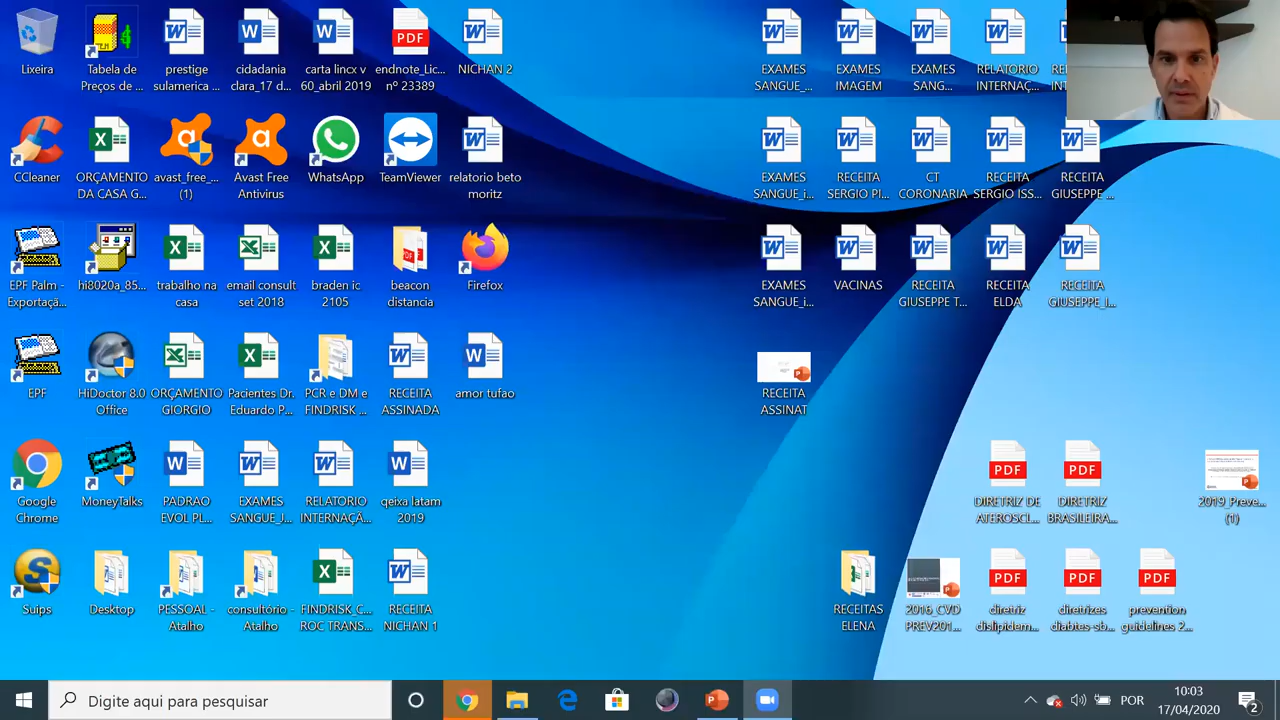 Lixeira
Tabela de
Preços de ...
prestige
sulamerica ...
cidadania
clara_17 d...
carta lincx v
60_abril 2019
PDF
endnote_Lic...
nº 23389
NICHAN 2
EXAMES
SANGUE_...
EXAMES
IMAGEM
EXAMES
SANG...
RELATORIO
INTERNAÇ...
CCleaner
ORÇAMENTO
DA CASA G...
avast_free_...
(1)
Avast Free
Antivirus
WhatsApp
TeamViewer
relatorio beto
moritz
EXAMES
SANGUE_i...
RECEITA
SERGIO PI...
CT
CORONARIA
RECEITA
SERGIO ISS...
RECEITA
GIUSEPPE ...
EPF Palm -
Exportaçã...
hi8020a_85...
trabalho na
casa
email consult
set 2018
braden ic
2105
beacon
distancia
Firefox
EXAMES
SANGUE_i...
VACINAS
RECEITA
GIUSEPPE T...
RECEITA
ELDA
RECEITA
GIUSEPPE_I...
EPF
HiDoctor 8.0
Office
ORÇAMENTO
GIORGIO
Pacientes Dr.
Eduardo P...
PCR e DM e
FINDRISK ...
RECEITA
ASSINADA
amor tufao
RECEITA
ASSINAT
Google
Chrome
MoneyTalks
PADRAO
EVOL PL...
EXAMES
SANGUE_J...
RELATORIO
INTERNAÇÃ...
qeixa latam
2019
PDF
DIRETRIZ DE
ATEROSCL...
PDF
DIRETRIZ
BRASILEIRA...
2019_Preve...
(1)
Suips
Desktop
PESSOAL -
Atalho
consultório -
Atalho
FINDRISK_C...
ROC TRANS...
RECEITA
NICHAN 1
RECEITAS
ELENA
2016_CVD
PREV201...
PDF
diretriz
dislipidem...
PDF
diretrizes
diabtes-sb...
PDF
prevention
guidelines 2...
Digite aqui para pesquisar
POR
10:03
17/04/2020
2